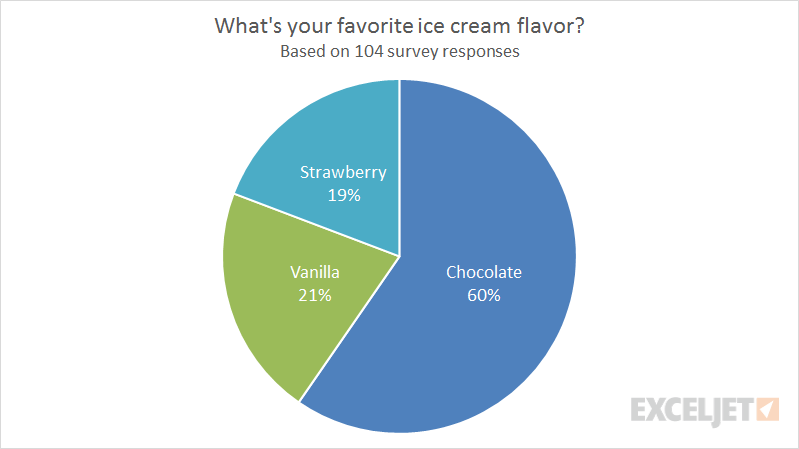 What's your favorite ice cream flavor?
Based on 104 survey responses
Strawberry
19%
Vanilla
21%
Chocolate
60%
EXCELJET